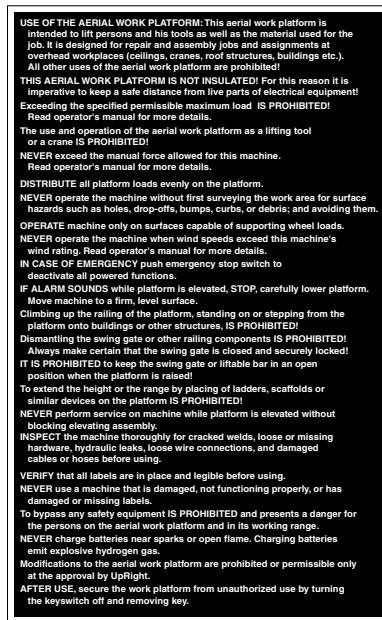 USE OF THE AERIAL WORK PLATFORM: This aerial work platform is
intended to lift persons and his tools as well as the material used for the
job. It is designed for repair and assembly jobs and assignments at
overhead workplaces (ceilings, cranes, roof structures, buildings etc.).
All other uses of the aerial work platform are prohibited!
THIS AERIAL WORK PLATFORM IS NOT INSULATED! For this reason it is
imperative to keep a safe distance from live parts of electrical equipment!
Exceeding the specified permissible maximum load IS PROHIBITED!
Read operator's manual for more details.
The use and operation of the aerial work platform as a lifting tool
or a crane IS PROHIBITED!
NEVER exceed the manual force allowed for this machine.
Read operator's manual for more details.
DISTRIBUTE all platform loads evenly on the platform.
NEVER operate the machine without first surveying the work area for surface
hazards such as holes, drop-offs, bumps, curbs, or debris; and avoiding them.
OPERATE machine only on surfaces capable of supporting wheel loads.
NEVER operate the machine when wind speeds exceed this machine's
wind rating. Read operator's manual for more details.
IN CASE OF EMERGENCY push emergency stop switch to
deactivate all powered functions.
IF ALARM SOUNDS while platform is elevated, STOP, carefully lower platform.
Move machine to a firm, level surface.
Climbing up the railing of the platform, standing on or stepping from the
platform onto buildings or other structures, IS PROHIBITED!
Dismantling the swing gate or other railing components IS PROHIBITED!
Always make certain that the swing gate is closed and securely locked!
IT IS PROHIBITED to keep the swing gate or liftable bar in an open
position when the platform is raised!
To extend the height or the range by placing of ladders, scaffolds or
similar devices on the platform IS PROHIBITED!
NEVER perform service on machine while platform is elevated without
blocking elevating assembly.
INSPECT the machine thoroughly for cracked welds, loose or missing
hardware, hydraulic leaks, loose wire connections, and damaged
cables or hoses before using.
VERIFY that all labels are in place and legible before using.
NEVER use a machine that is damaged, not functioning properly, or has
damaged or missing labels.
To bypass any safety equipment IS PROHIBITED and presents a danger for
the persons on the aerial work platform and in its working range.
NEVER charge batteries near sparks or open flame. Charging batteries
emit explosive hydrogen gas.
Modifications to the aerial work platform are prohibited or permissible only
at the approval by UpRight.
AFTER USE, secure the work platform from unauthorized use by turning
the keyswitch off and removing key.